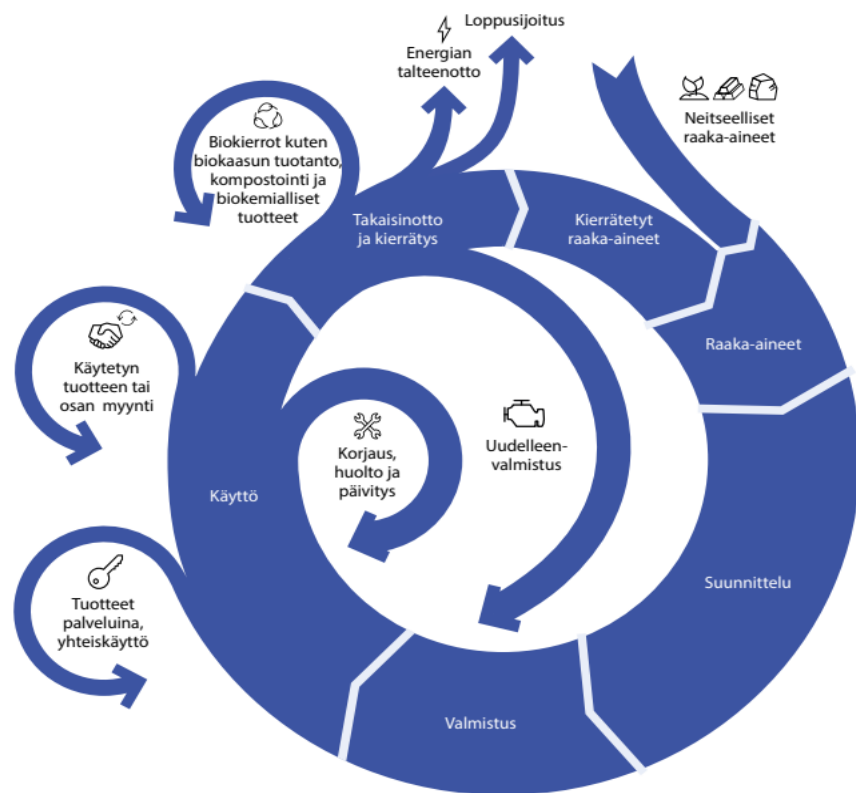 Loppusijoitus
Energian
talteenotto
Neitseelliset
raaka-aineet
Biokierrot kuten
biokaasun tuotanto,
kompostointi ja
biokemialliset
tuotteet
Takaisinotto
ja kierrätys
Kierrätetyt
raaka-aineet
Raaka-aineet
Käytetyn
tuotteen tai
osan myynti
Korjaus,
huolto ja
päivitys
Uudelleen-
valmistus
Käyttö
Suunnittelu
Tuotteet
palveluina,
yhteiskäyttö
Valmistus